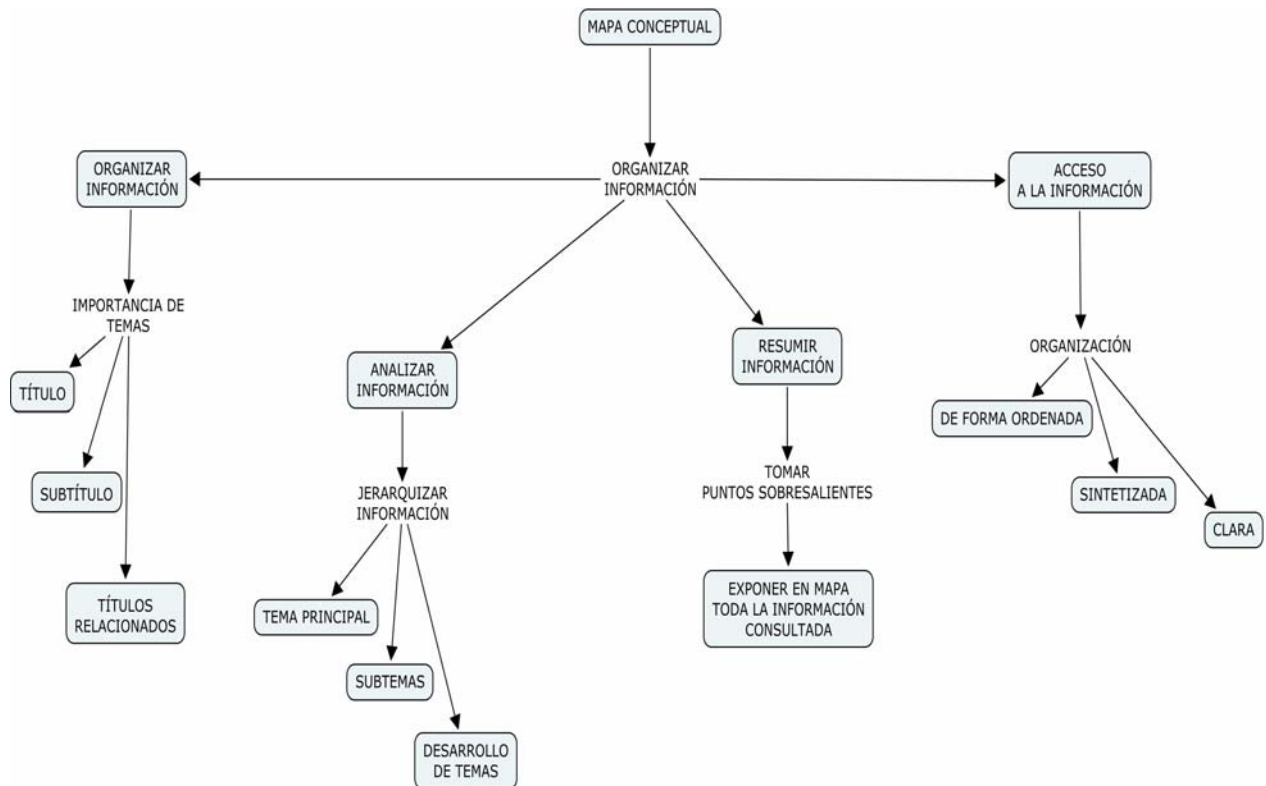 MAPA CONCEPTUAL
ORGANIZAR
INFORMACIÓN
ORGANIZAR
INFORMACIÓN
ACCESO
A LA INFORMACIÓN
IMPORTANCIA DE
TEMAS
TÍTULO
SUBTÍTULO
TÍTULOS
RELACIONADOS
ANALIZAR
INFORMACIÓN
JERARQUIZAR
INFORMACIÓN
TEMA PRINCIPAL
SUBTEMAS
DESARROLLO
DE TEMAS
RESUMIR
INFORMACIÓN
TOMAR
PUNTOS SOBRESALIENTES
EXPONER EN MAPA
TODA LA INFORMACIÓN
CONSULTADA
ORGANIZACIÓN
DE FORMA ORDENADA
SINTETIZADA
CLARA